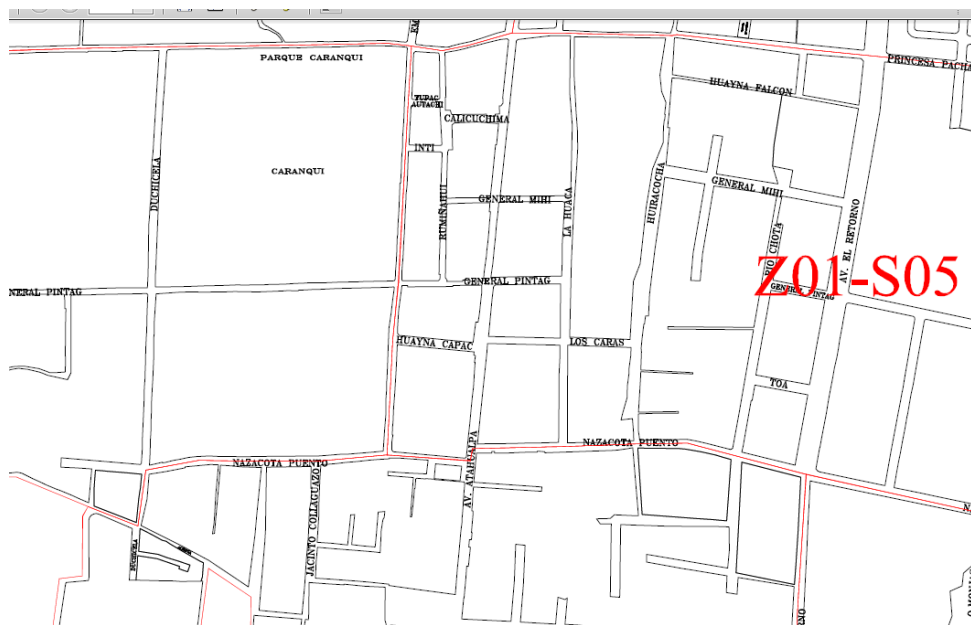 PARQUE CARANQUI
PRINCESA PACHA
HUAYNA FALCON
TUPAC
CALICUCHIMA
INTI
DUCHICELA
CARANQUI
RUMIÑAHUI
GENERAL MIHI
LA HUACA
HUIRACOCHA
GENERAL MIHI
RIO CHOTA
AV. EL RETORNO
Z01-S05
NERAL PINTAG
GENERAL PINTAG
GENERAL PINTAG
HUAYNA CAPAC
LOS CARAS
TOA
NAZACOTA PUENTO
NAZACOTA PUENTO
AV. ATAHUALPA
JACINTO COLLAGUAZO
DUCHICELA